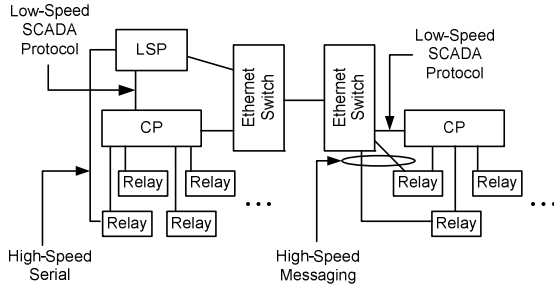 Low-Speed
SCADA
Protocol
LSP
Ethernet
Switch
Ethernet
Switch
Low-Speed
SCADA
Protocol
CP
CP
Relay
Relay
Relay
Relay
Relay
Relay
...
Relay
Relay
...
High-Speed
Serial
High-Speed
Messaging